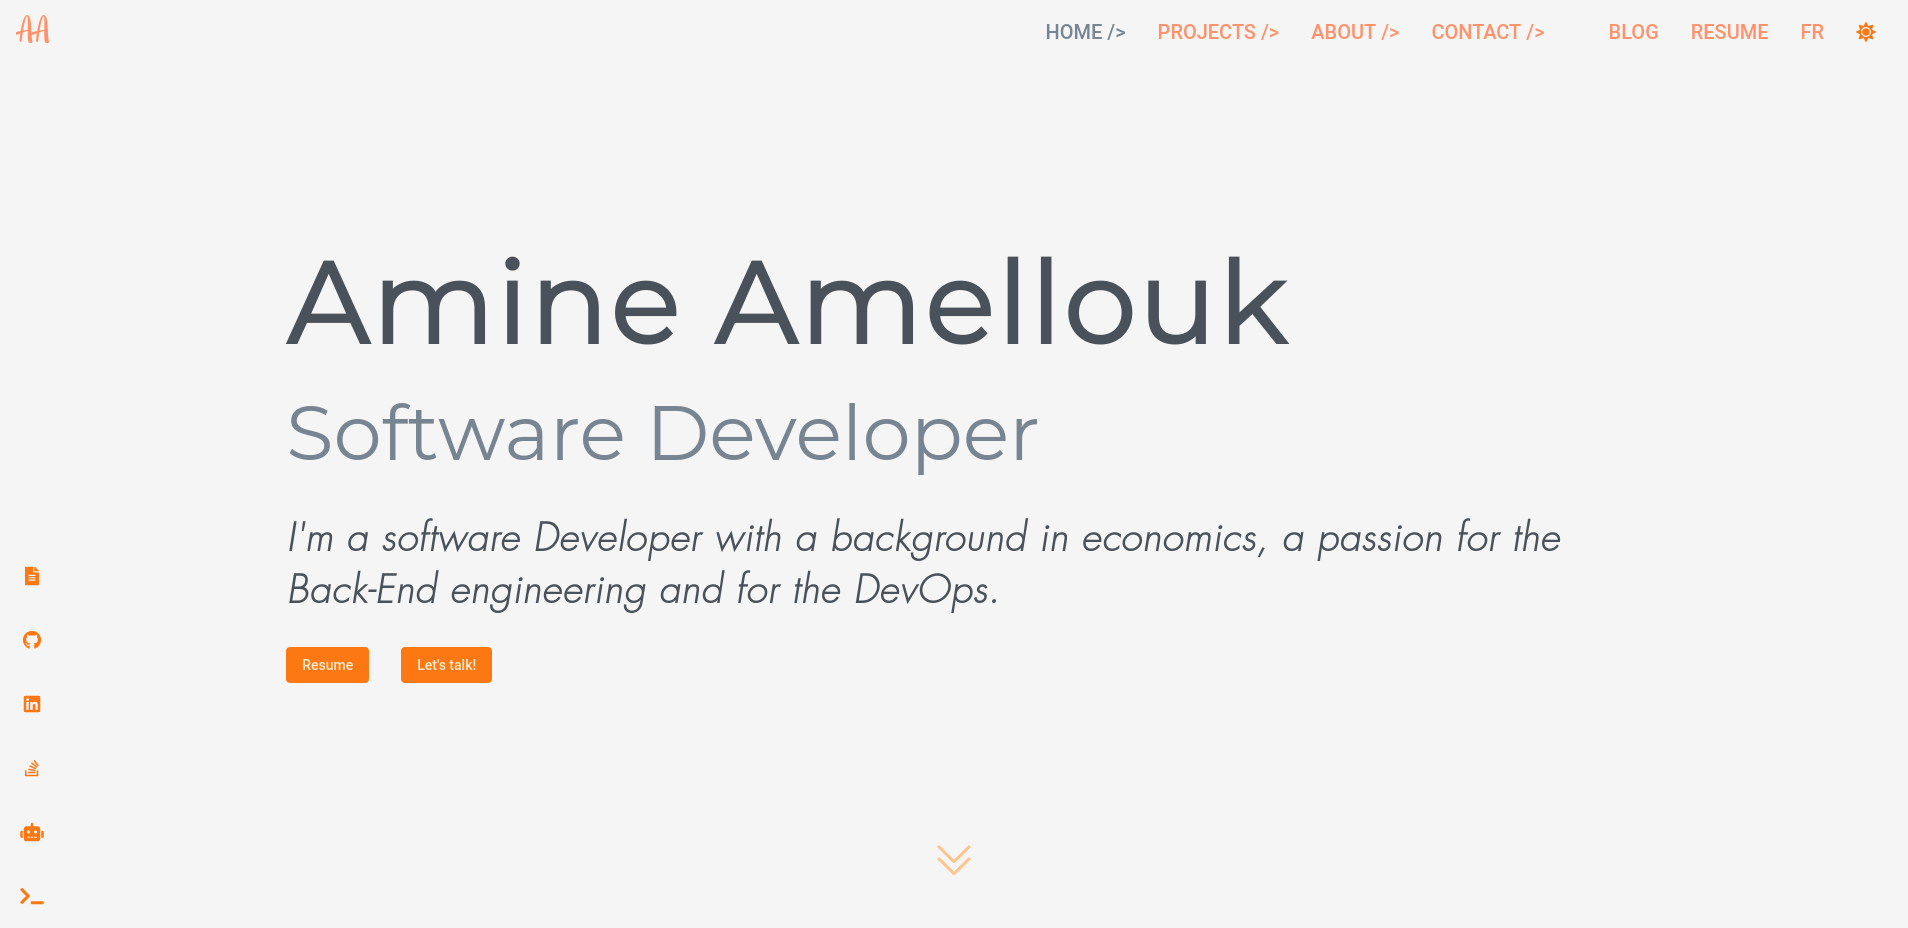 AA
HOME /> PROJECTS /> ABOUT /> CONTACT /> BLOG RESUME FR
Amine Amellouk
Software Developer
I'm a software Developer with a background in economics, a passion for the
Back-End engineering and for the DevOps.
Resume Let's talk!